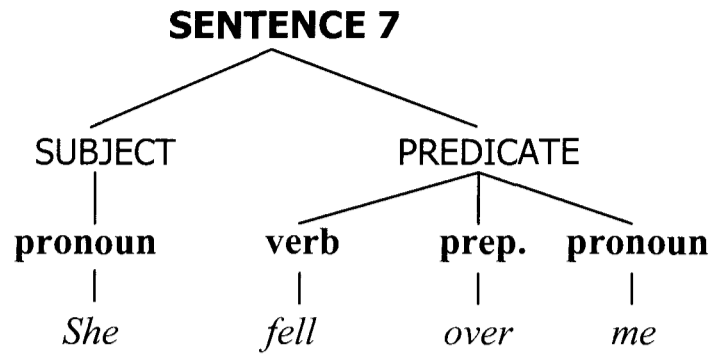 SENTENCE 7
SUBJECT PREDICATE
pronoun verb prep. pronoun
She fell over me